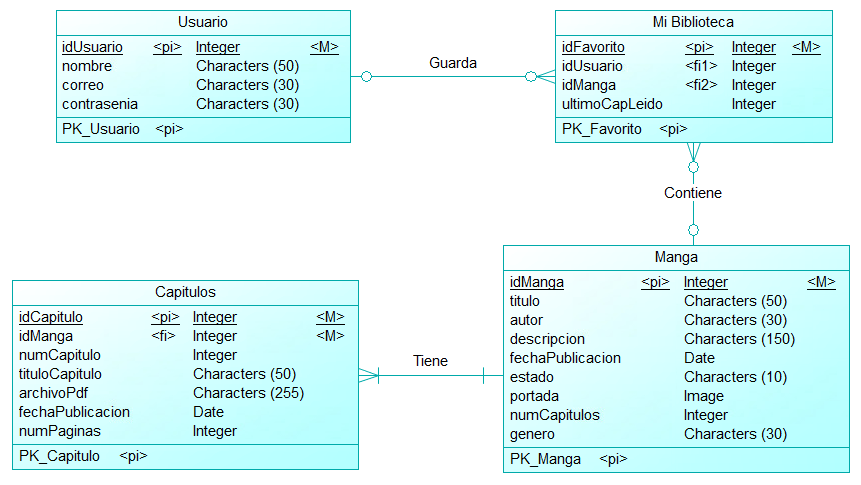 Usuario
idUsuario <pi> Integer <M>
nombre Characters (50)
correo Characters (30)
contrasenia Characters (30)
PK_Usuario <pi>
Guarda
Mi Biblioteca
idFavorito <pi> Integer <M>
idUsuario <fi1> Integer
idManga <fi2> Integer
ultimoCapLeido Integer
PK_Favorito <pi>
Contiene
Capitulos
idCapitulo <pi> Integer <M>
idManga <fi> Integer <M>
numCapitulo Integer
tituloCapitulo Characters (50)
archivoPdf Characters (255)
fechaPublicacion Date
numPaginas Integer
PK_Capitulo <pi>
Tiene
Manga
idManga <pi> Integer <M>
titulo Characters (50)
autor Characters (30)
descripcion Characters (150)
fechaPublicacion Date
estado Characters (10)
portada Image
numCapitulos Integer
genero Characters (30)
PK_Manga <pi>